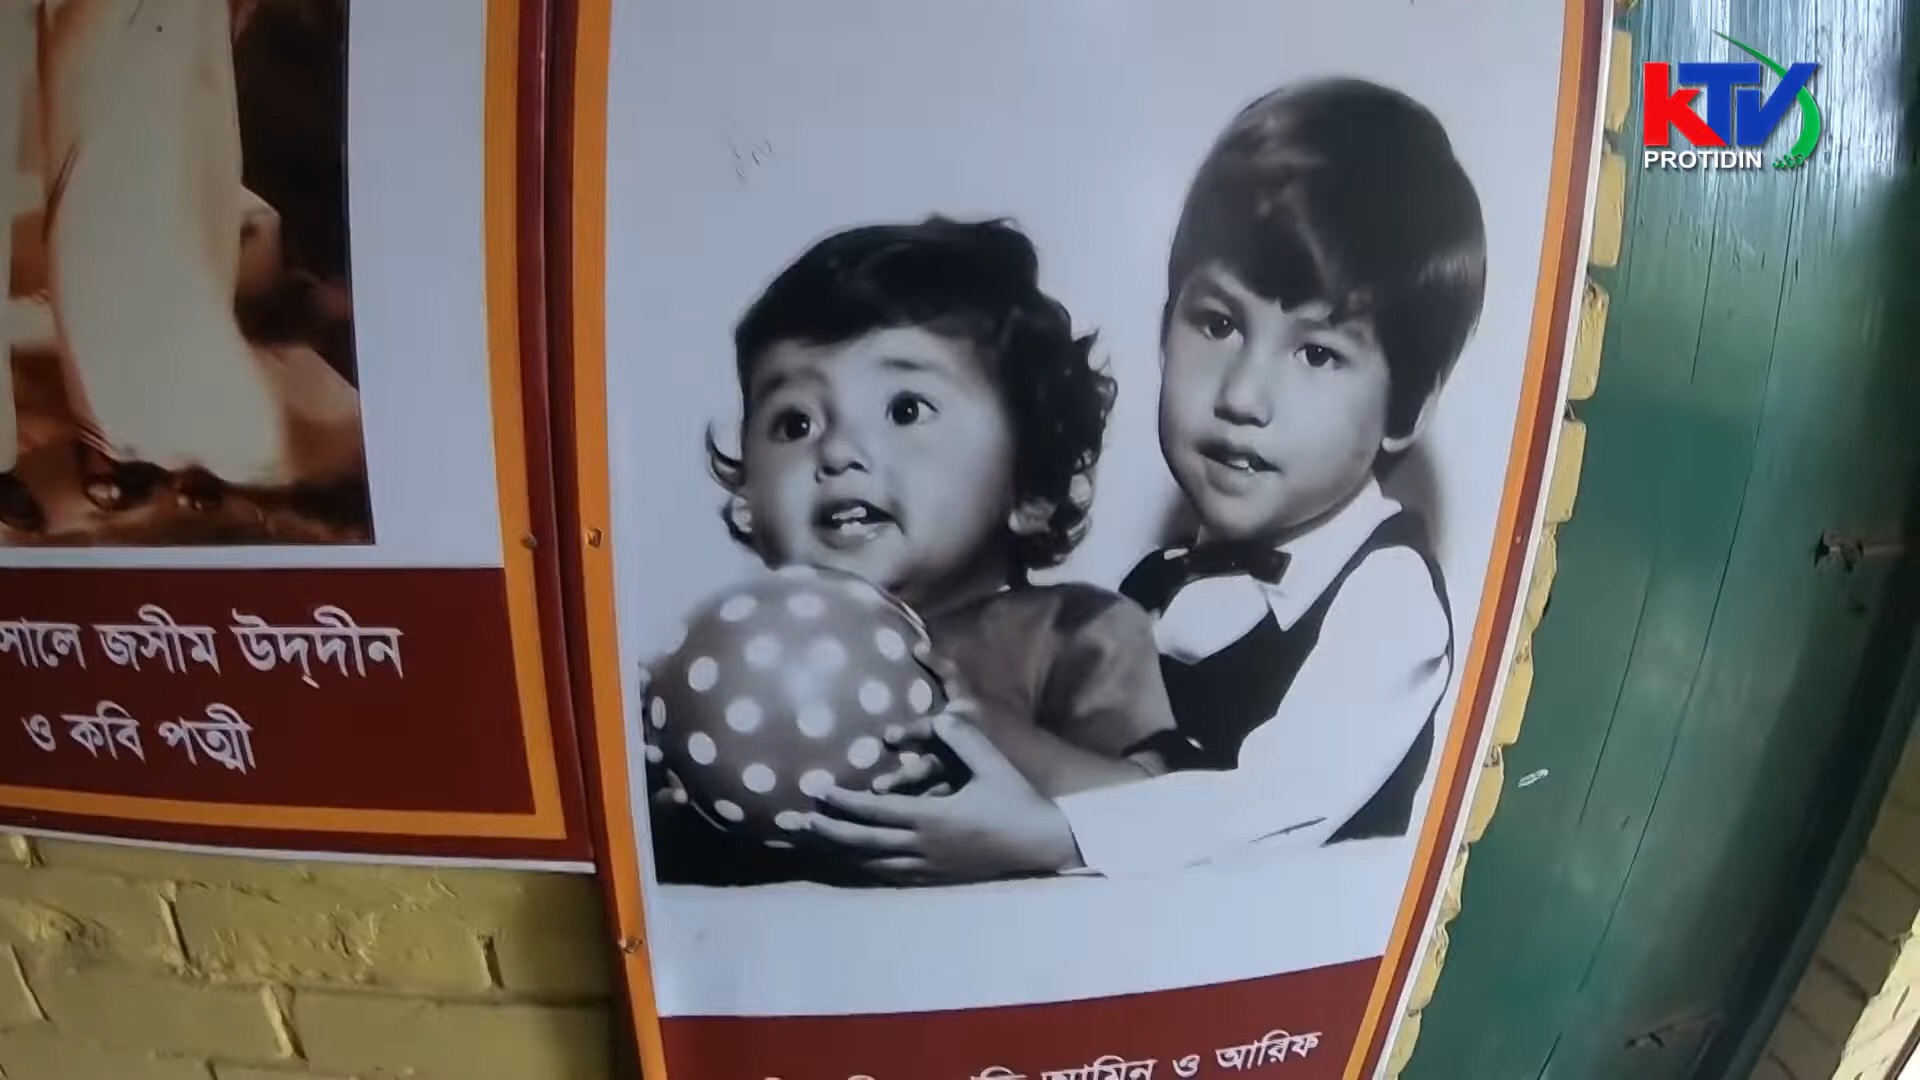 KTV
PROTIDIN
সালে জসীম উদ্‌দীন
ও কবি পত্মী
আমিন ও আরিফ